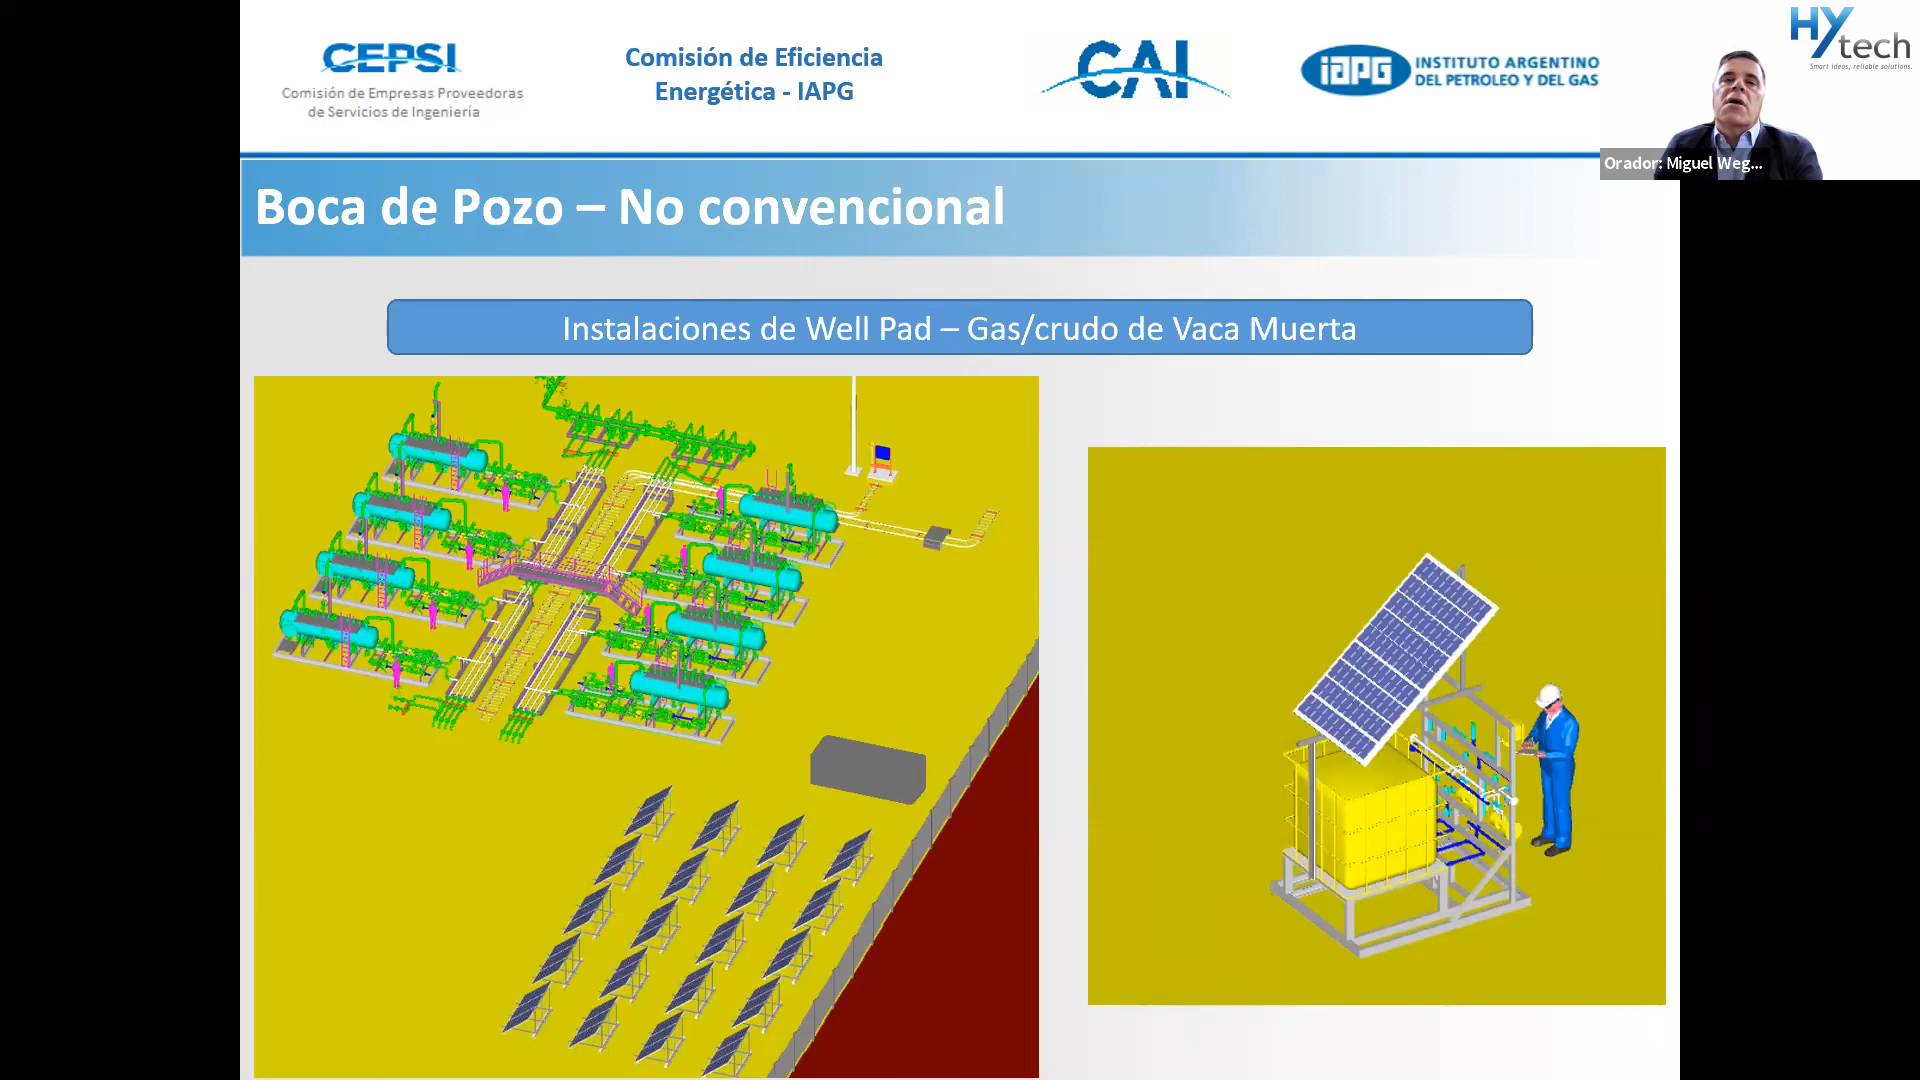 CEPSI
Comisión de Empresas Proveedoras
de Servicios de Ingeniería
Comisión de Eficiencia
Energética - IAPG
CAI
iAPG
INSTITUTO ARGENTINO
DEL PETROLEO Y DEL GAS
HYtech
Smart ideas, reliable solutions.
Orador: Miguel Weg...
Boca de Pozo – No convencional
Instalaciones de Well Pad – Gas/crudo de Vaca Muerta